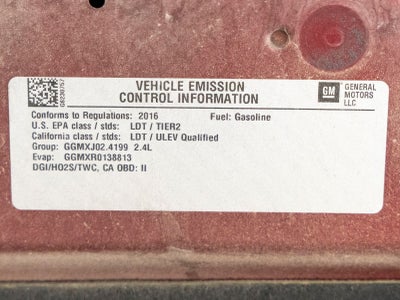 VEHICLE EMISSION
CONTROL INFORMATION
GM
GENERAL
MOTORS
LLC
Conforms to Regulations: 2016 Fuel: Gasoline
U.S. EPA class / stds: LDT / TIER2
California class / stds: LDT / ULEV Qualified
Group: GGMXJ02.4199 2.4L
Evap: GGMXR0138813
DGI/HO2S/TWC, CA OBD: II